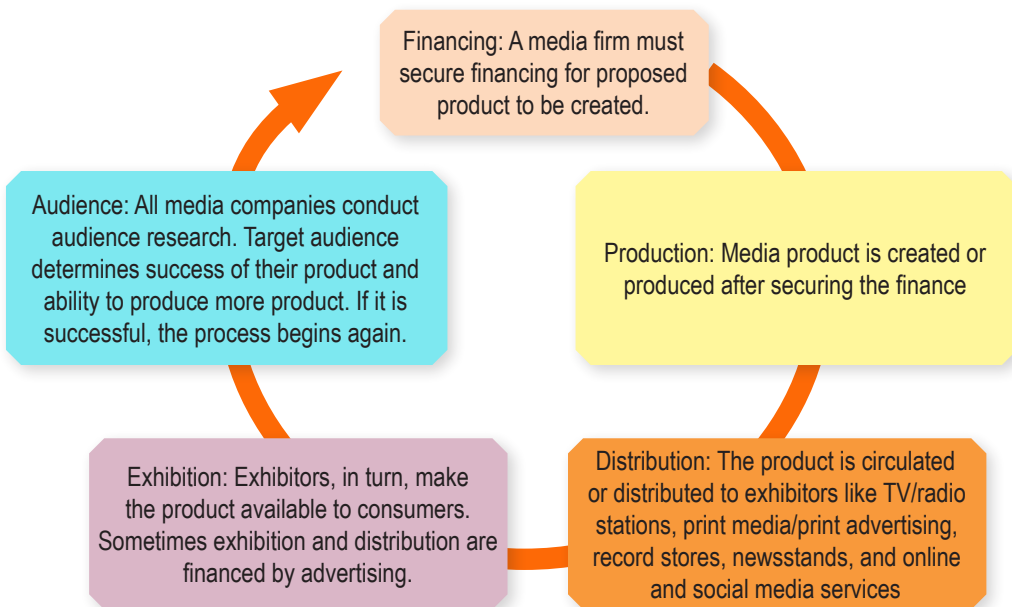 Financing: A media firm must
secure financing for proposed
product to be created.
Production: Media product is created or
produced after securing the finance
Distribution: The product is circulated
or distributed to exhibitors like TV/radio
stations, print media/print advertising,
record stores, newsstands, and online
and social media services
Exhibition: Exhibitors, in turn, make
the product available to consumers.
Sometimes exhibition and distribution are
financed by advertising.
Audience: All media companies conduct
audience research. Target audience
determines success of their product and
ability to produce more product. If it is
successful, the process begins again.